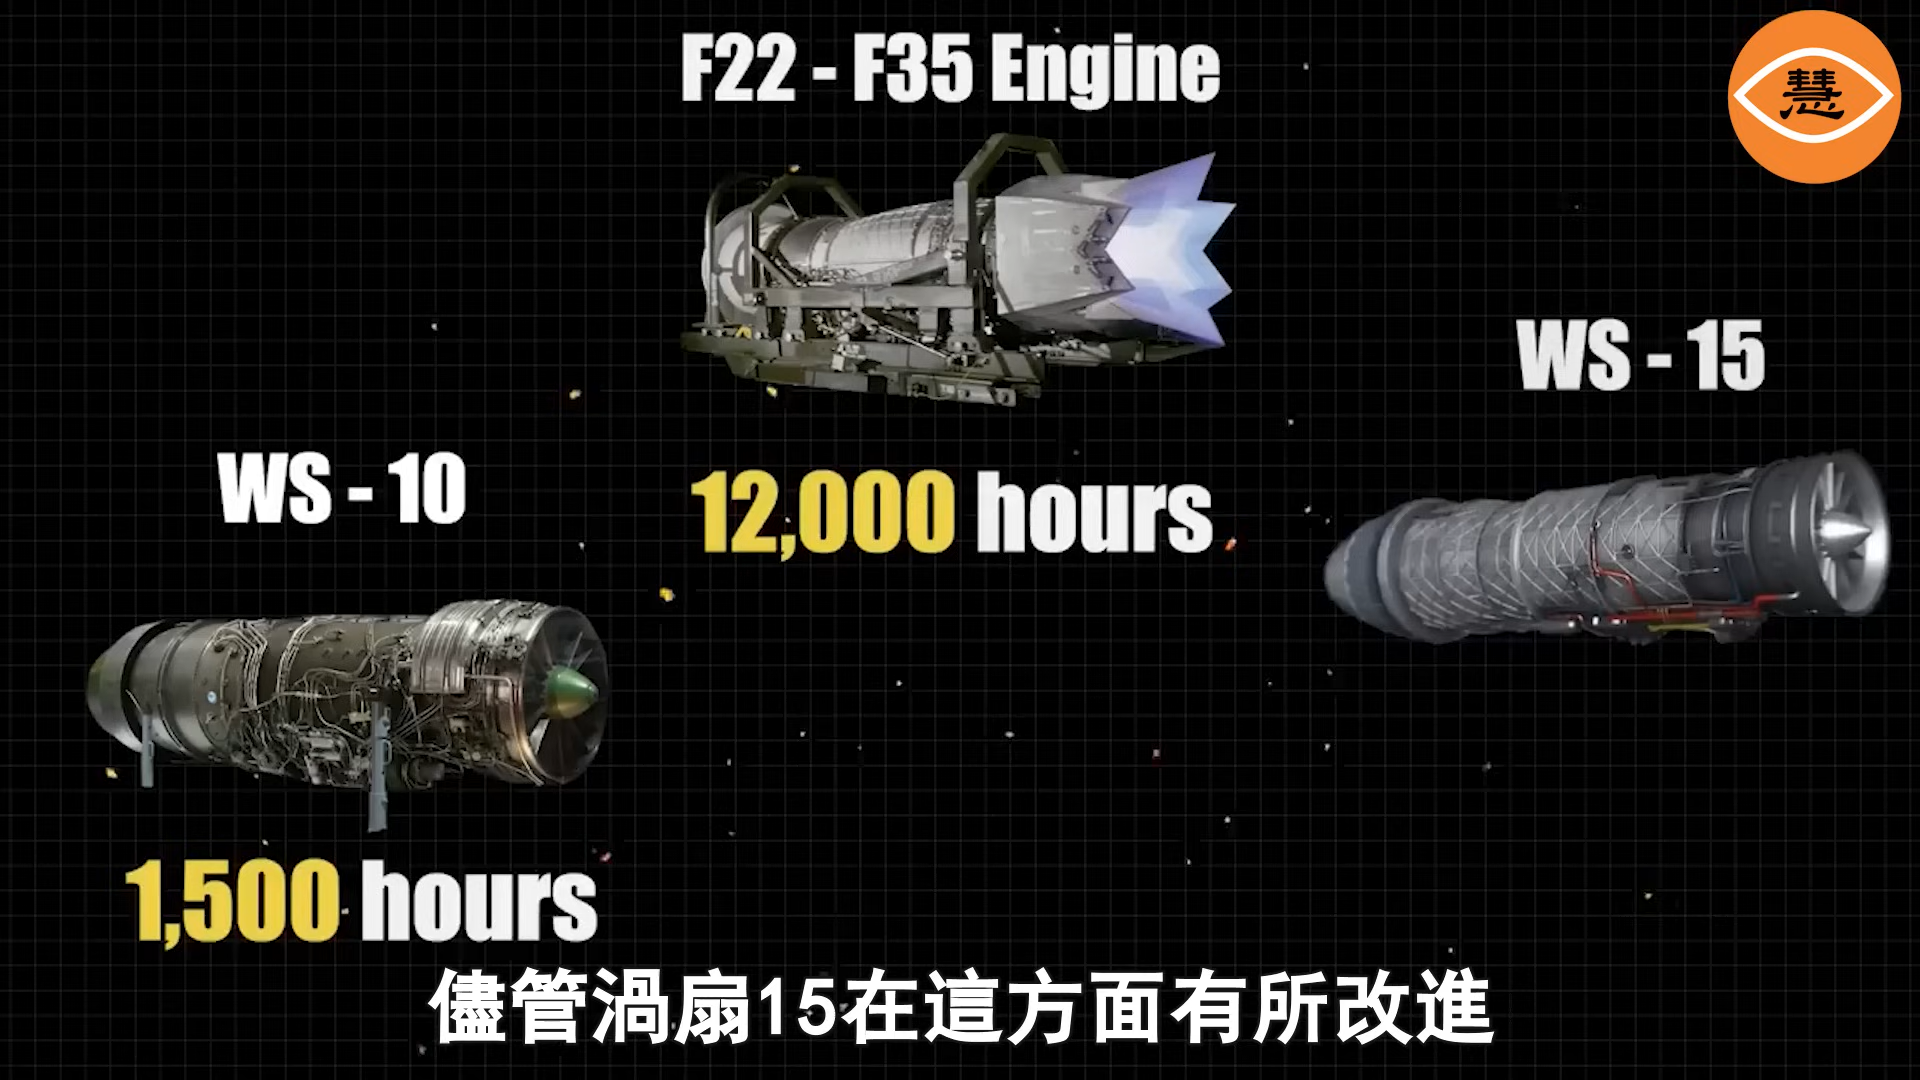 F22 - F35 Engine
慧
WS - 15
WS - 10
12,000 hours
1,500 hours
儘管渦扇15在這方面有所改進